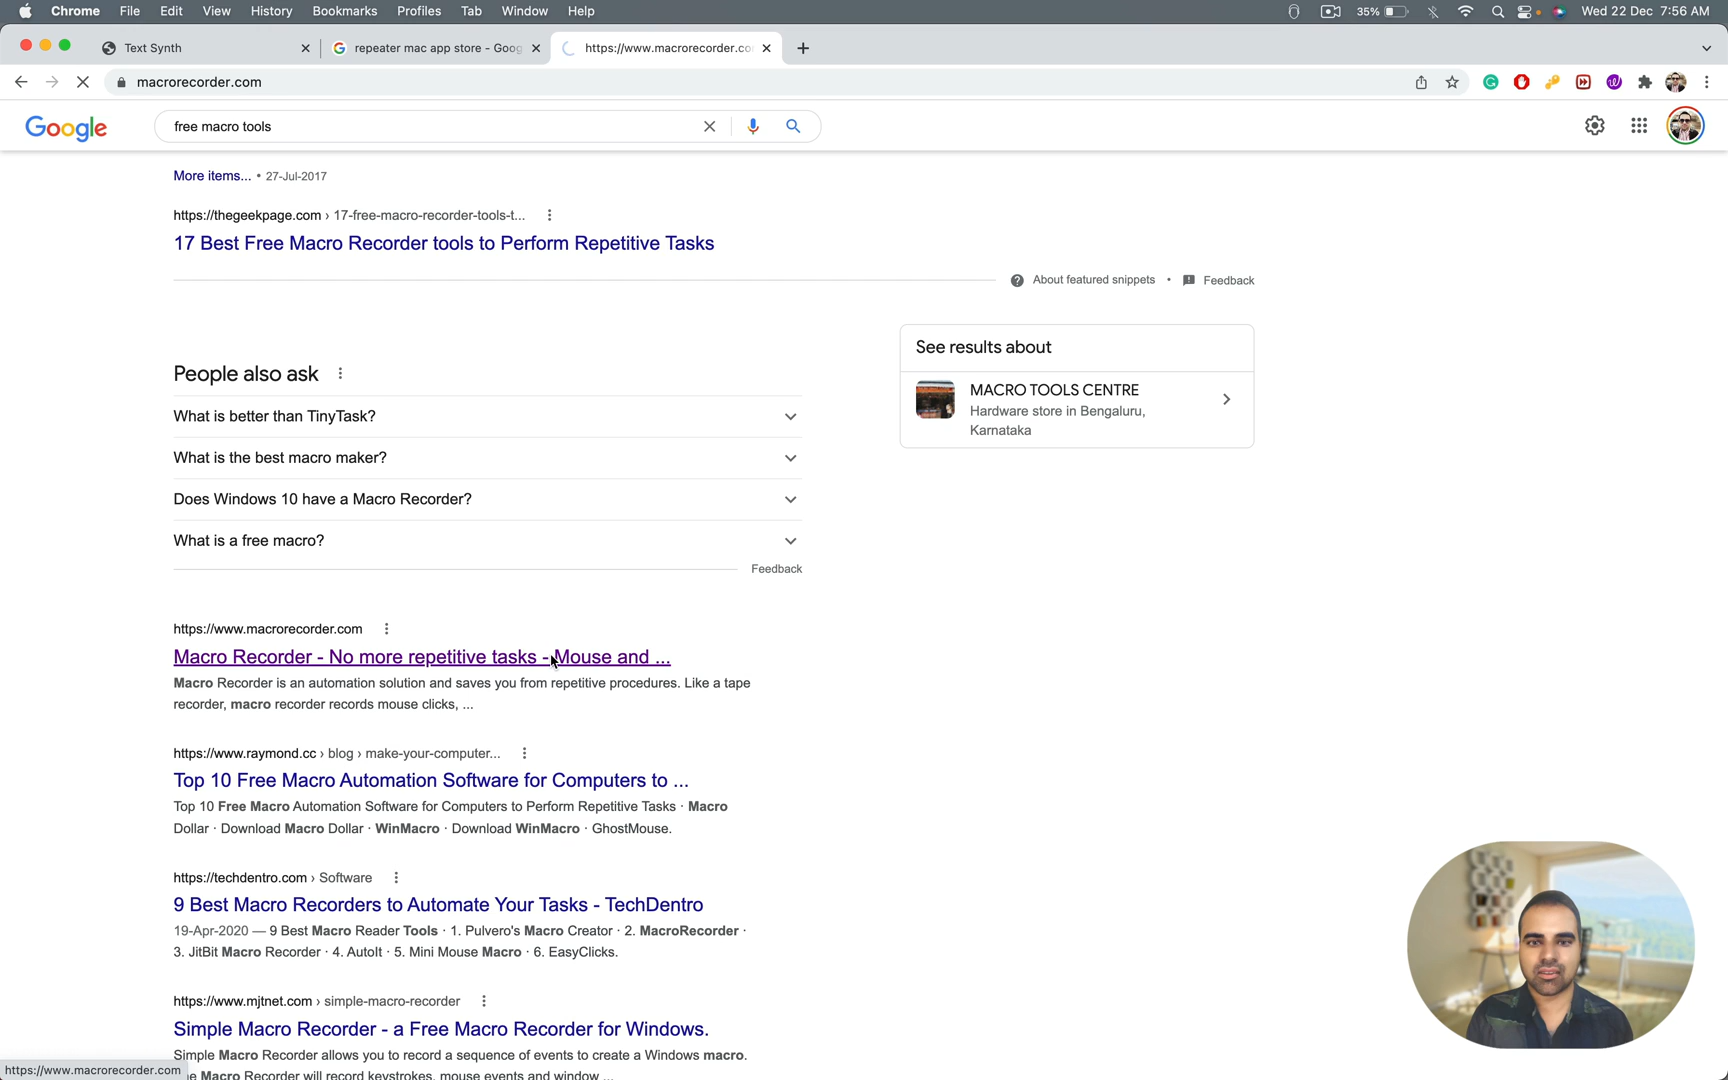 Chrome File Edit View History Bookmarks Profiles Tab Window Help 35% Wed 22 Dec 7:56 AM
Text Synth repeater mac app store - Goog https://www.macrorecorder.co
macrorecorder.com
Google free macro tools
More items... • 27-Jul-2017
https://thegeekpage.com › 17-free-macro-recorder-tools-t...
17 Best Free Macro Recorder tools to Perform Repetitive Tasks
About featured snippets • Feedback
See results about
MACRO TOOLS CENTRE
Hardware store in Bengaluru,
Karnataka
People also ask
What is better than TinyTask?
What is the best macro maker?
Does Windows 10 have a Macro Recorder?
What is a free macro?
Feedback
https://www.macrorecorder.com
Macro Recorder - No more repetitive tasks - Mouse and ...
Macro Recorder is an automation solution and saves you from repetitive procedures. Like a tape
recorder, macro recorder records mouse clicks, ...
https://www.raymond.cc › blog › make-your-computer...
Top 10 Free Macro Automation Software for Computers to ...
Top 10 Free Macro Automation Software for Computers to Perform Repetitive Tasks · Macro
Dollar · Download Macro Dollar · WinMacro · Download WinMacro · GhostMouse.
https://techdentro.com › Software
9 Best Macro Recorders to Automate Your Tasks - TechDentro
19-Apr-2020 — 9 Best Macro Reader Tools · 1. Pulvero's Macro Creator · 2. MacroRecorder ·
3. JitBit Macro Recorder · 4. AutoIt · 5. Mini Mouse Macro · 6. EasyClicks.
https://www.mjtnet.com › simple-macro-recorder
Simple Macro Recorder - a Free Macro Recorder for Windows.
Simple Macro Recorder allows you to record a sequence of events to create a Windows macro.
https://www.macrorecorder.com
Macro Recorder will record keystrokes, mouse events and window ...